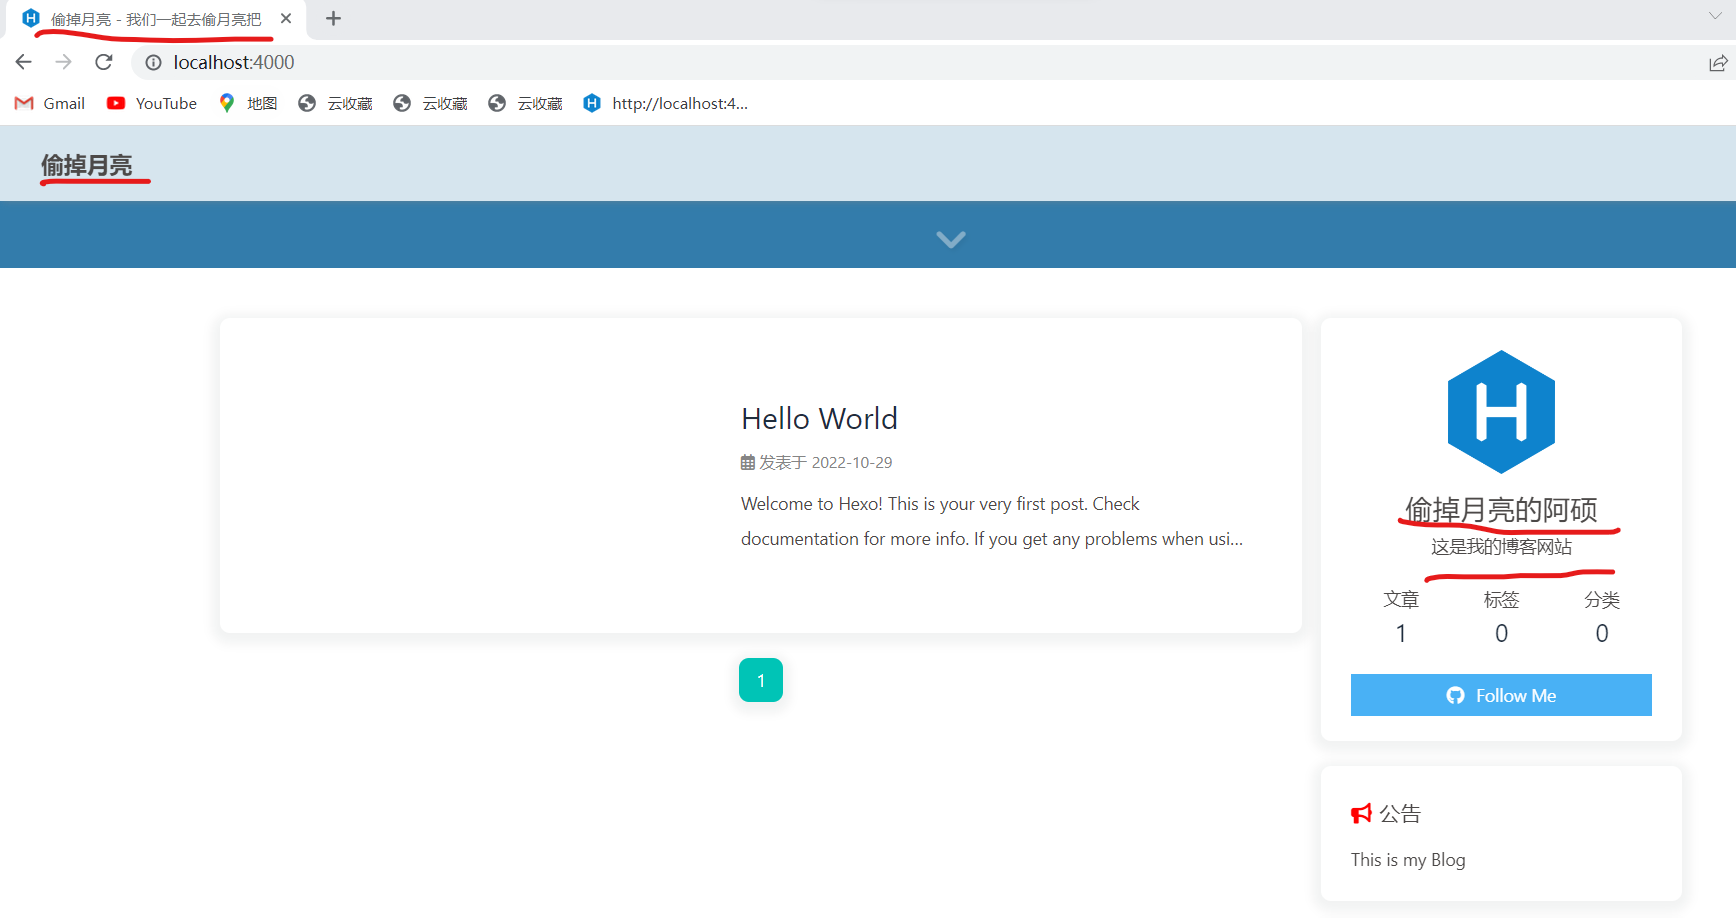 偷掉月亮 - 我们一起去偷月亮把
localhost:4000
Gmail YouTube 地图 云收藏 云收藏 云收藏 http://localhost:4...
偷掉月亮
Hello World
发表于 2022-10-29
Welcome to Hexo! This is your very first post. Check
documentation for more info. If you get any problems when usi...
1
H
偷掉月亮的阿硕
这是我的博客网站
文章 标签 分类
1 0 0
Follow Me
公告
This is my Blog